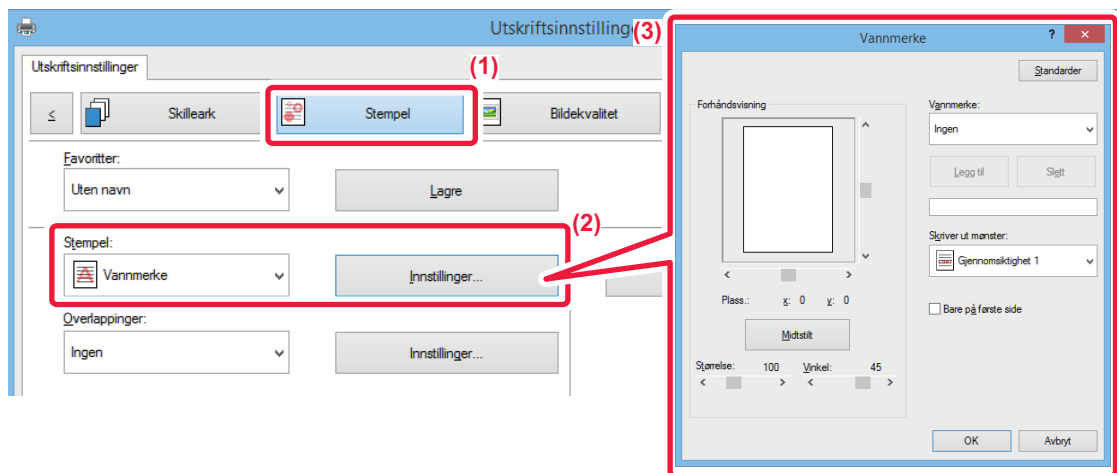 Utskriftsinnstillinge
Utskriftsinnstillinger
(1)
≤
Skilleark
Stempel
Bildekvalitet
Favoritter:
Uten navn
Lagre
(2)
Stempel:
Vannmerke
Innstillinger...
Overlappinger:
Ingen
Innstillinger...
(3)
Vannmerke
?
Standarder
Forhåndsvisning
Vannmerke:
Ingen
Legg til
Slett
Skriver ut mønster:
Gjennomsiktighet 1
Plass.: x: 0 y: 0
Bare på første side
Midtstilt
Størrelse: 100 Vinkel: 45
OK
Avbryt